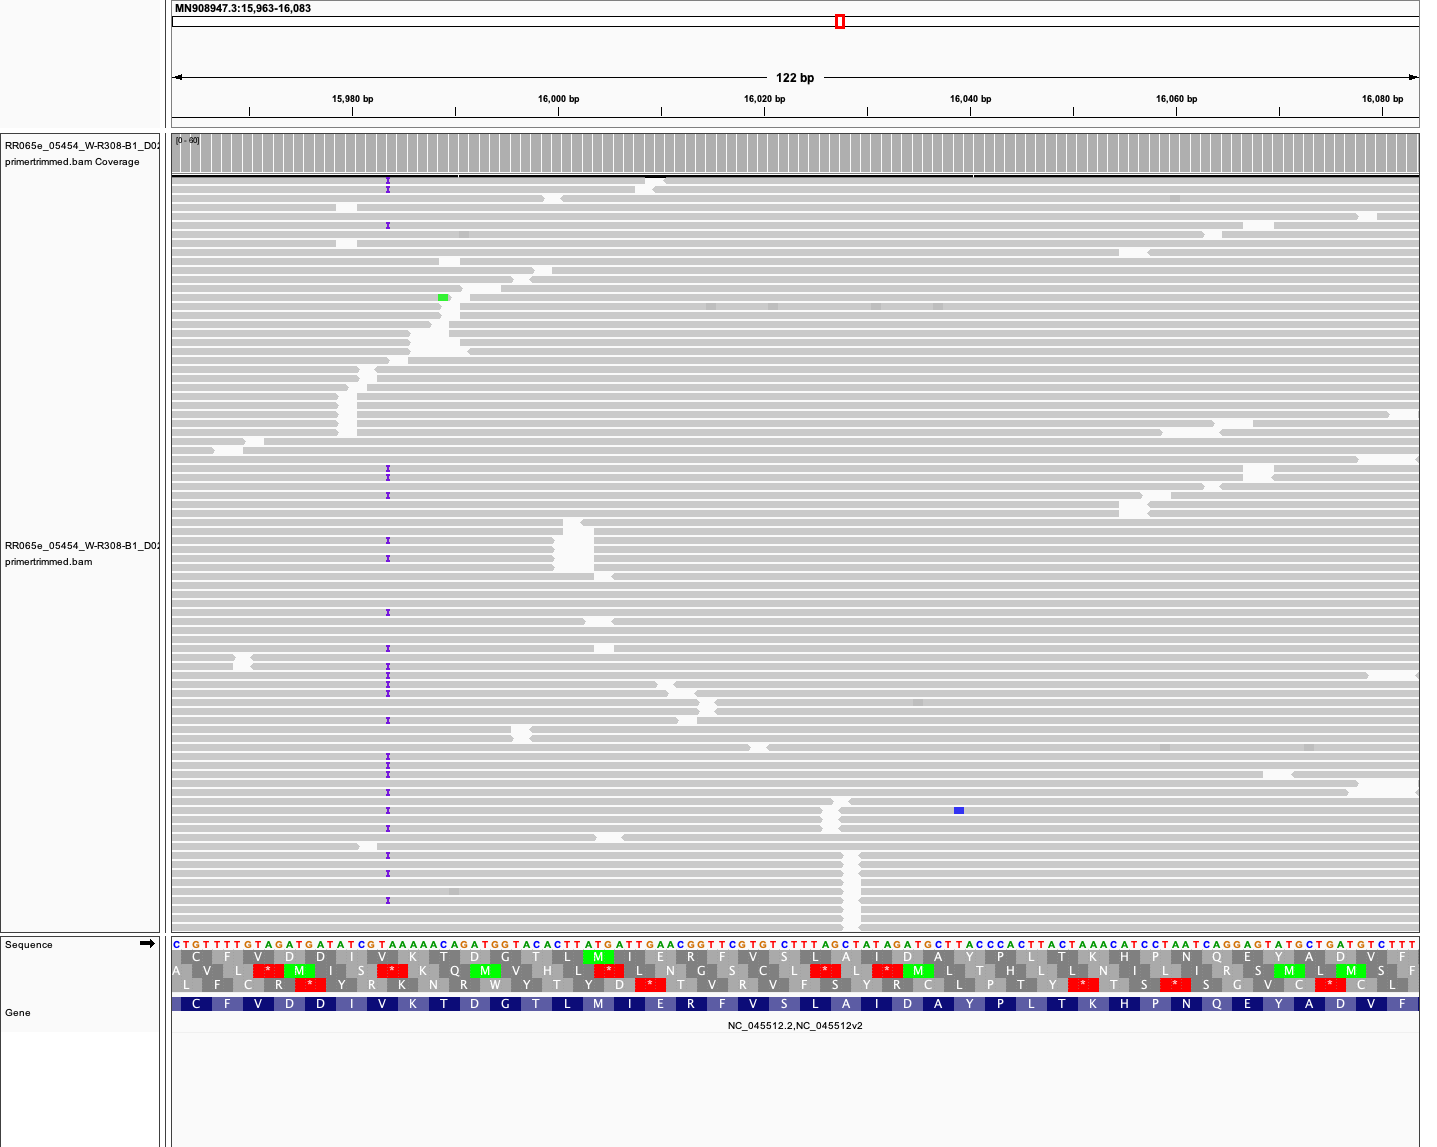 MN908947.3:15,963-16,083
122 bp
15,980 bp 16,000 bp 16,020 bp 16,040 bp 16,060 bp 16,080 bp
RR065e_05454_W-R308-B1_D02
primertrimmed.bam Coverage
[0 - 60]
RR065e_05454_W-R308-B1_D02
primertrimmed.bam
Sequence
CTGTTTTGTAGATGATATCGTAAAAACAGATGGTACACTTATGATTGAACGGTTCGTGTCTTTAGCTATAGATGCTTACCCACTTACTAAACATCCTAATCAGGAGTATGCTGATGTCTTT
C F V D D I V K T D G T L M I E R F V S L A I D A Y P L T K H P N Q E Y A D V F
A V L * M I S * K Q M V H L * L N G S C L * L * M L T H L L N I L I R S M L M S F
L F C R * Y R K N R W Y T Y D * T V R V F S Y R C L P T Y * T S * S G V C * C L
Gene
C F V D D I V K T D G T L M I E R F V S L A I D A Y P L T K H P N Q E Y A D V F
NC_045512.2,NC_045512v2